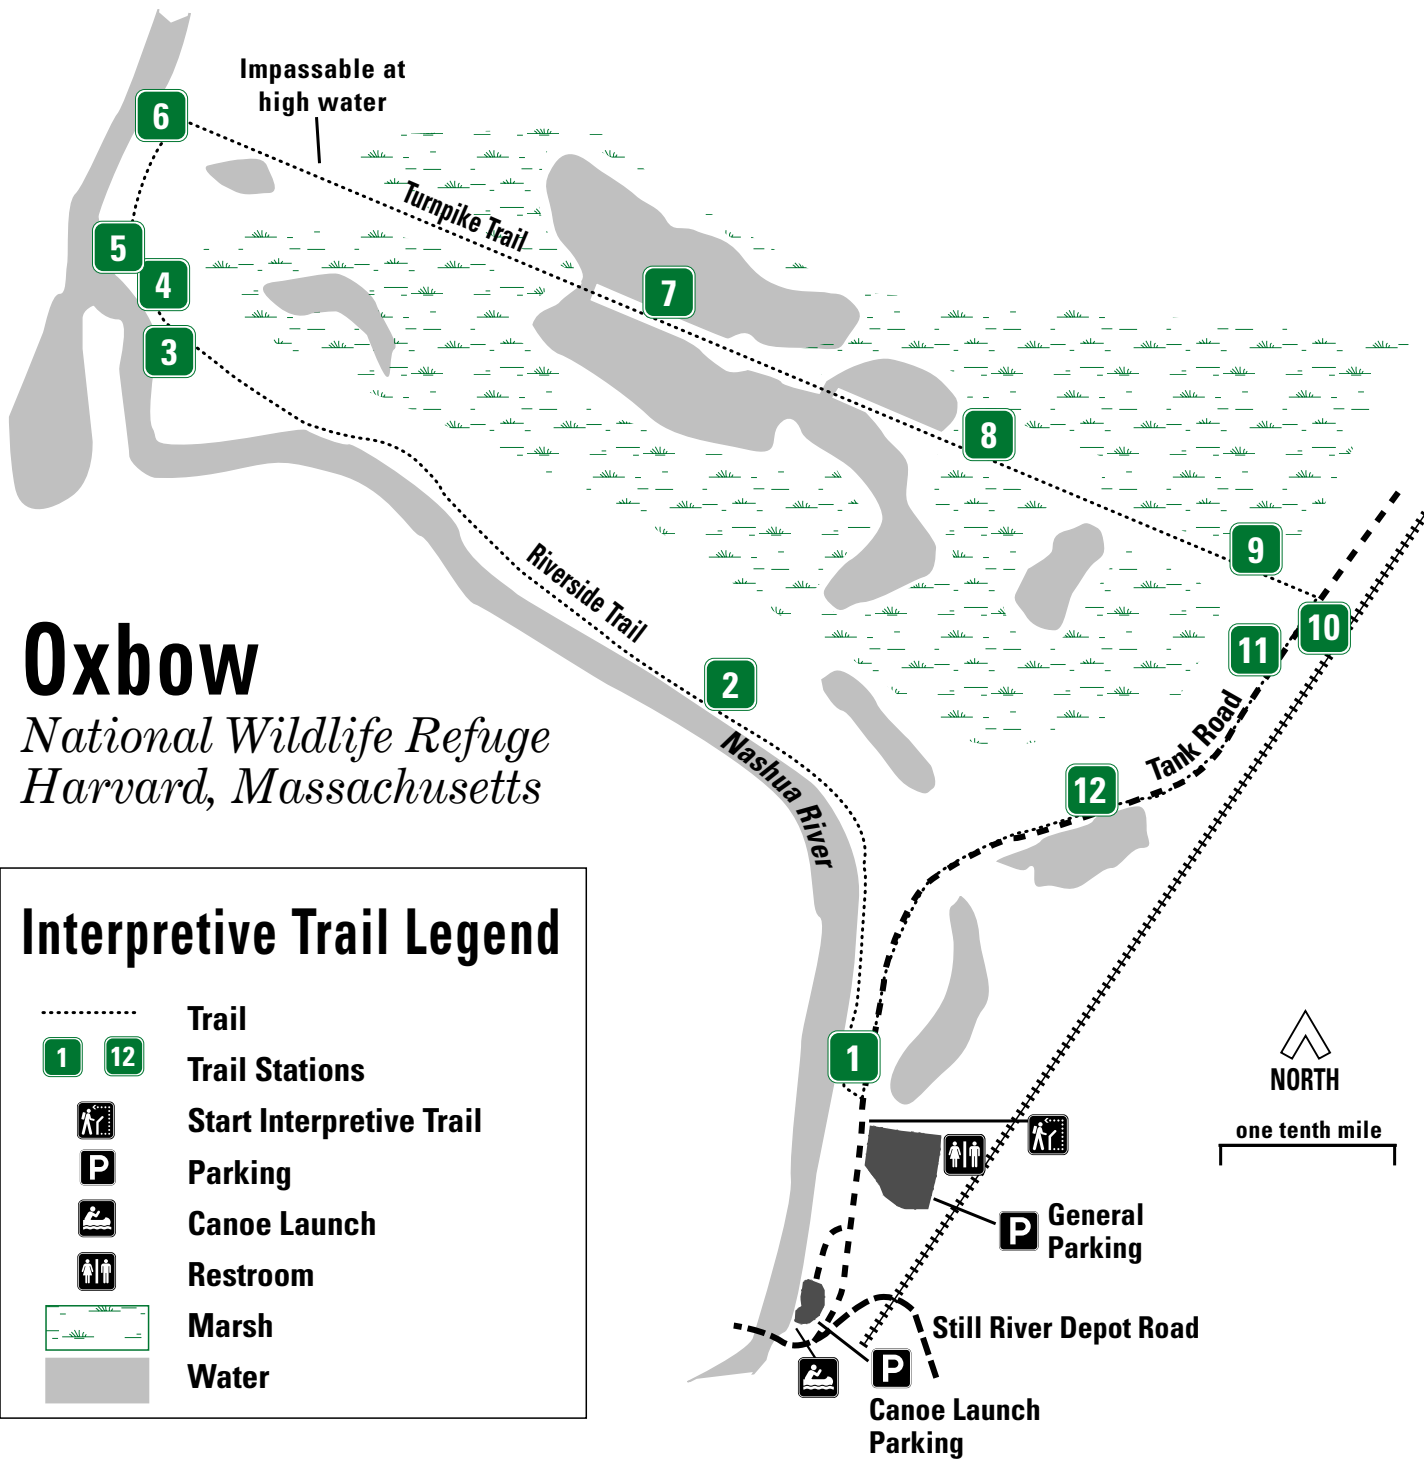 Impassable at
high water
6
Turnpike Trail
5
4
7
3
8
9
Riverside Trail
10
11
2
Oxbow
National Wildlife Refuge
Harvard, Massachusetts
Nashua River
Tank Road
12
Interpretive Trail Legend
Trail
1 12
Trail Stations
Start Interpretive Trail
P
Parking
Canoe Launch
Restroom
Marsh
Water
1
NORTH
one tenth mile
P
General
Parking
Still River Depot Road
P
Canoe Launch
Parking